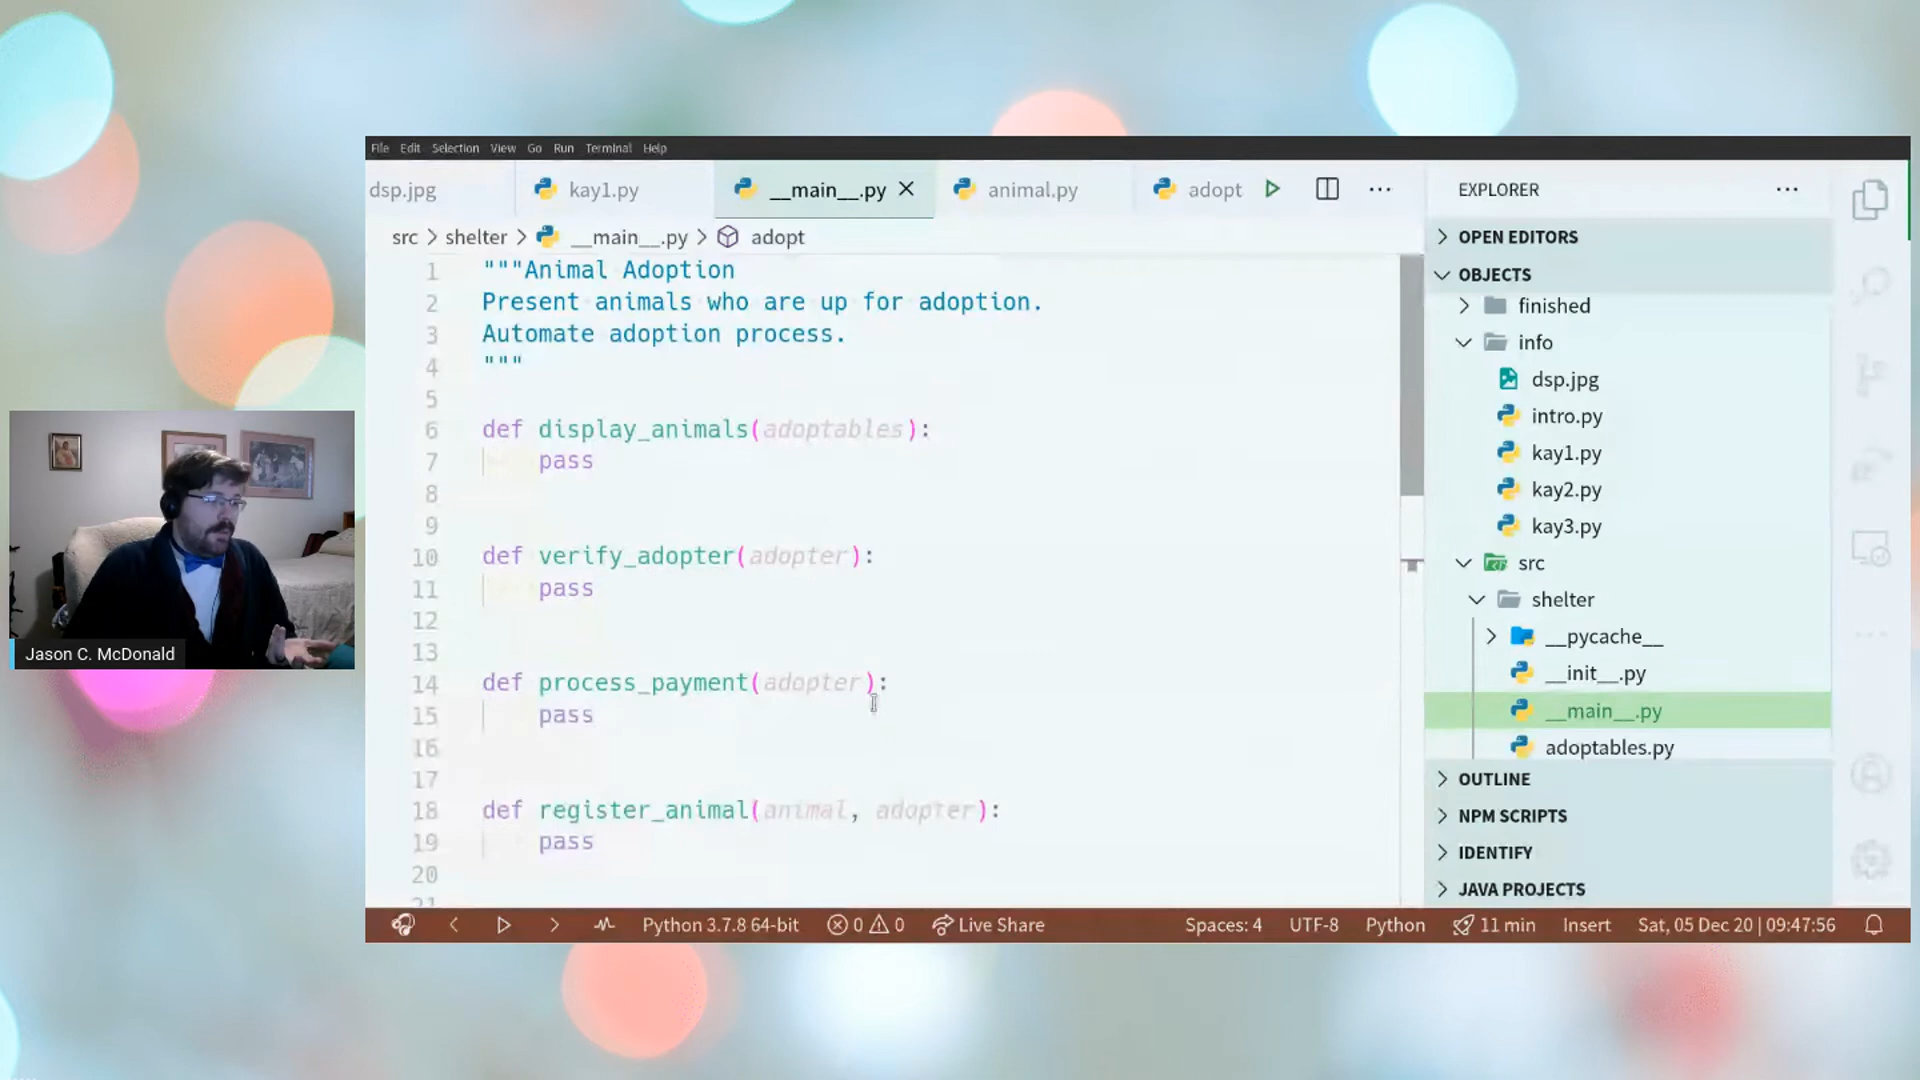 File Edit Selection View Go Run Terminal Help
dsp.jpg kay1.py __main__.py animal.py adopt
src shelter __main__.py adopt
1 """Animal Adoption
2 Present animals who are up for adoption.
3 Automate adoption process.
4 """
5
6 def display_animals(adoptables):
7 pass
8
9
10 def verify_adopter(adopter):
11 pass
12
13
14 def process_payment(adopter):
15 pass
16
17
18 def register_animal(animal, adopter):
19 pass
20
21
EXPLORER
OPEN EDITORS
OBJECTS
finished
info
dsp.jpg
intro.py
kay1.py
kay2.py
kay3.py
src
shelter
__pycache__
__init__.py
__main__.py
adoptables.py
OUTLINE
NPM SCRIPTS
IDENTIFY
JAVA PROJECTS
Jason C. McDonald
Python 3.7.8 64-bit 0 0 Live Share Spaces: 4 UTF-8 Python 11 min Insert Sat, 05 Dec 20 | 09:47:56